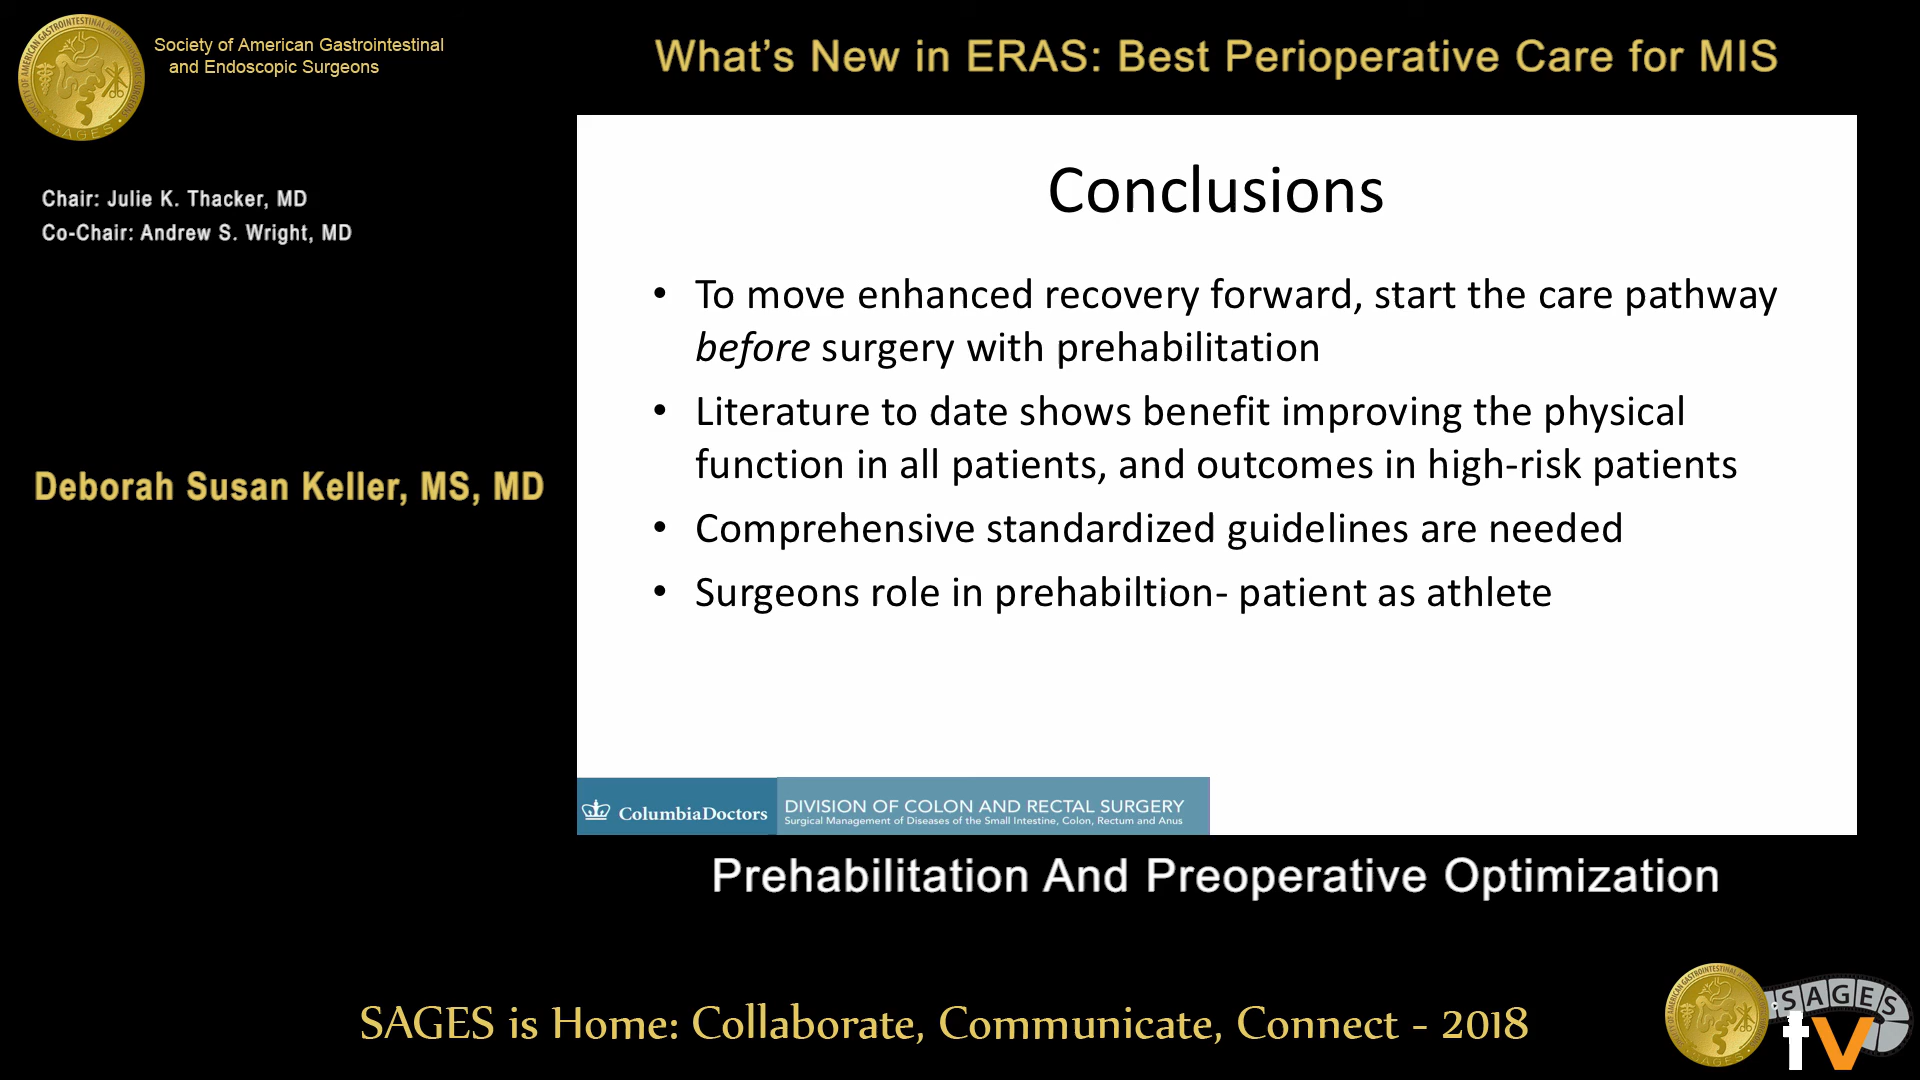 Society of American Gastrointestinal
and Endoscopic Surgeons
What's New in ERAS: Best Perioperative Care for MIS
Chair: Julie K. Thacker, MD
Co-Chair: Andrew S. Wright, MD
Deborah Susan Keller, MS, MD
Conclusions
• To move enhanced recovery forward, start the care pathway
before surgery with prehabilitation
• Literature to date shows benefit improving the physical
function in all patients, and outcomes in high-risk patients
• Comprehensive standardized guidelines are needed
• Surgeons role in prehabiltion- patient as athlete
ColumbiaDoctors
DIVISION OF COLON AND RECTAL SURGERY
Surgical Management of Diseases of the Small Intestine, Colon, Rectum and Anus
Prehabilitation And Preoperative Optimization
SAGES is Home: Collaborate, Communicate, Connect - 2018
SAGES
tv